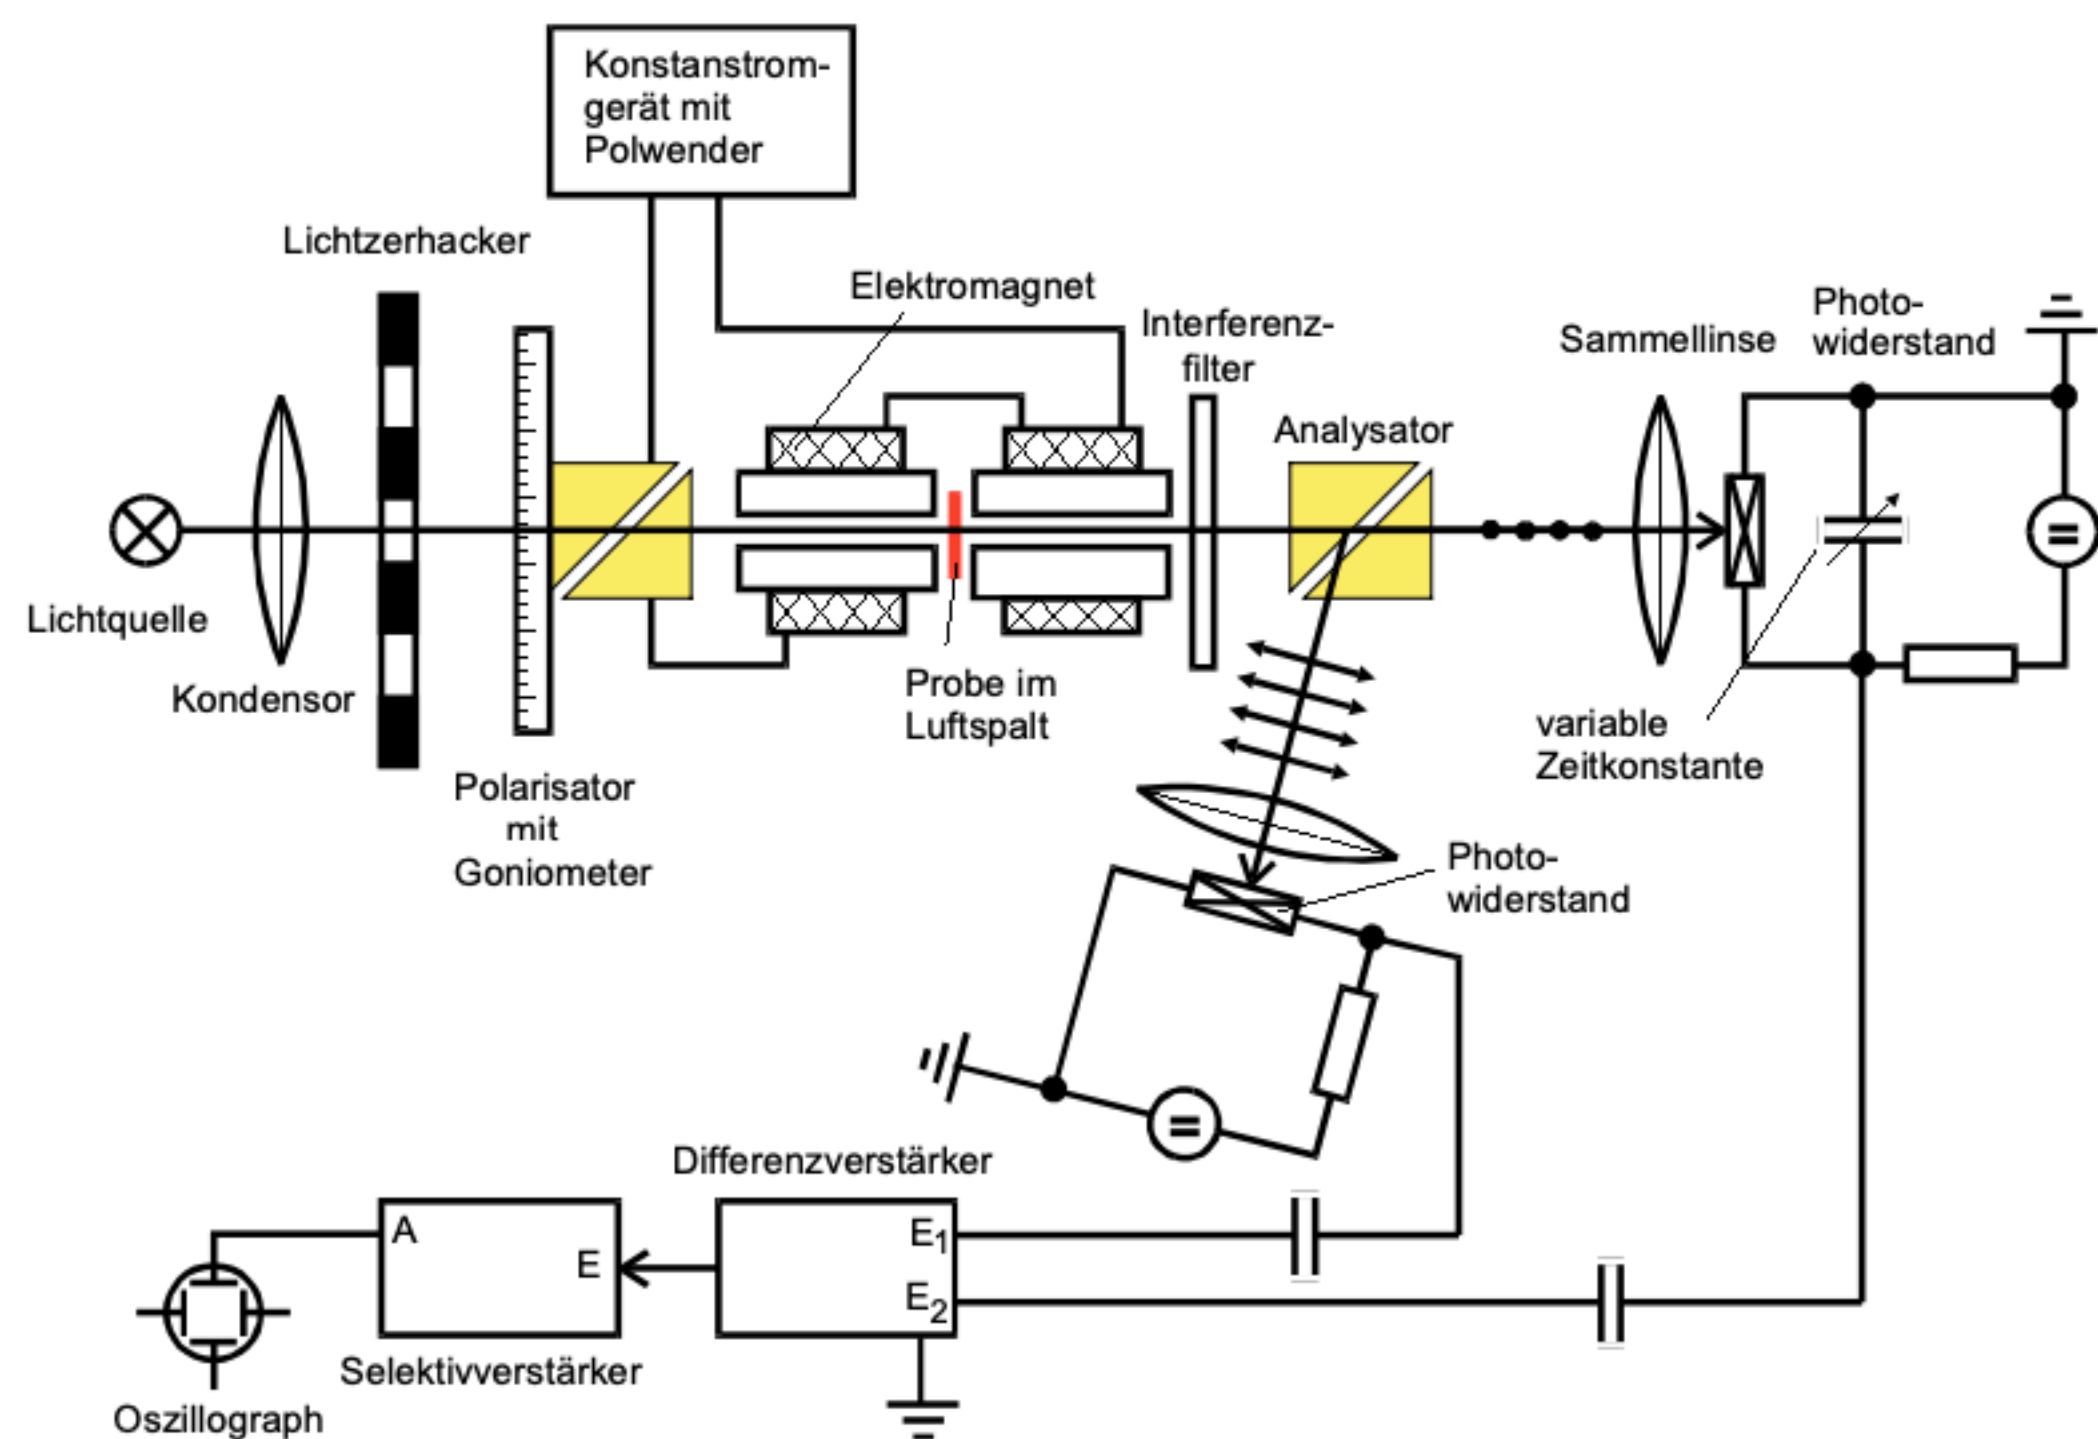 Konstanstrom-
gerät mit
Polwender
Lichtzerhacker
Elektromagnet
Interferenz-
filter
Analysator
Sammellinse
Photo-
widerstand
Lichtquelle
Kondensor
Polarisator
mit
Goniometer
Probe im
Luftspalt
variable
Zeitkonstante
Photo-
widerstand
Differenzverstärker
A
E
E1
E2
Selektivverstärker
Oszillograph